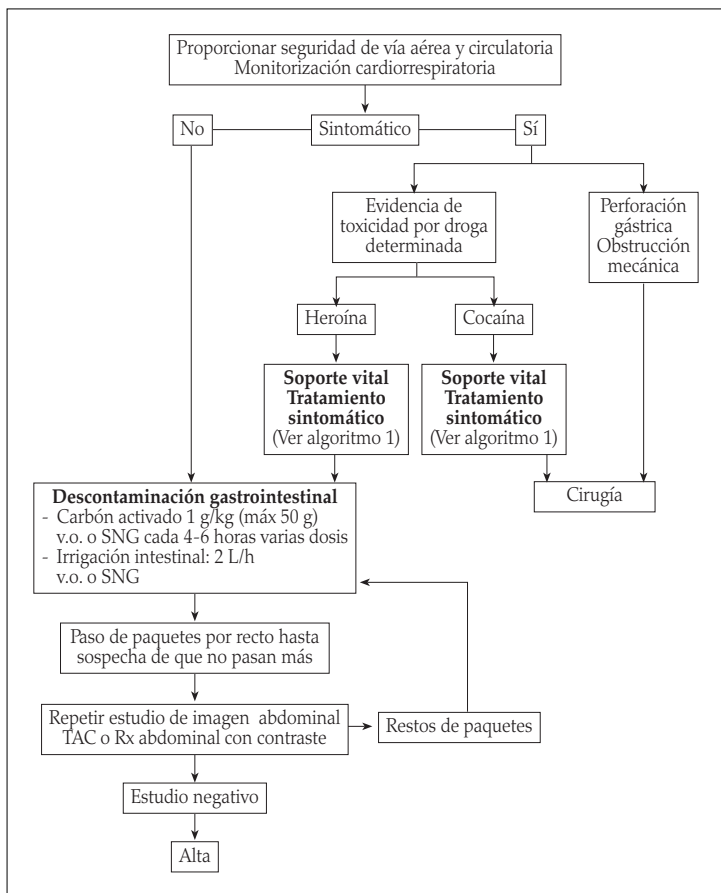 Proporcionar seguridad de vía aérea y circulatoria
Monitorización cardiorrespiratoria
No
Sintomático
Sí
Evidencia de
toxicidad por droga
determinada
Perforación
gástrica
Obstrucción
mecánica
Heroína
Cocaína
Soporte vital
Tratamiento
sintomático
(Ver algoritmo 1)
Soporte vital
Tratamiento
sintomático
(Ver algoritmo 1)
Cirugía
Descontaminación gastrointestinal
- Carbón activado 1 g/kg (máx 50 g)
v.o. o SNG cada 4-6 horas varias dosis
- Irrigación intestinal: 2 L/h
v.o. o SNG
Paso de paquetes por recto hasta
sospecha de que no pasan más
Repetir estudio de imagen abdominal
TAC o Rx abdominal con contraste
Restos de paquetes
Estudio negativo
Alta